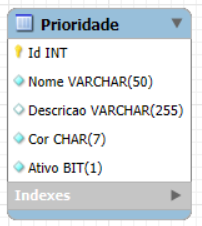 Prioridade
Id INT
Nome VARCHAR(50)
Descricao VARCHAR(255)
Cor CHAR(7)
Ativo BIT(1)
Indexes